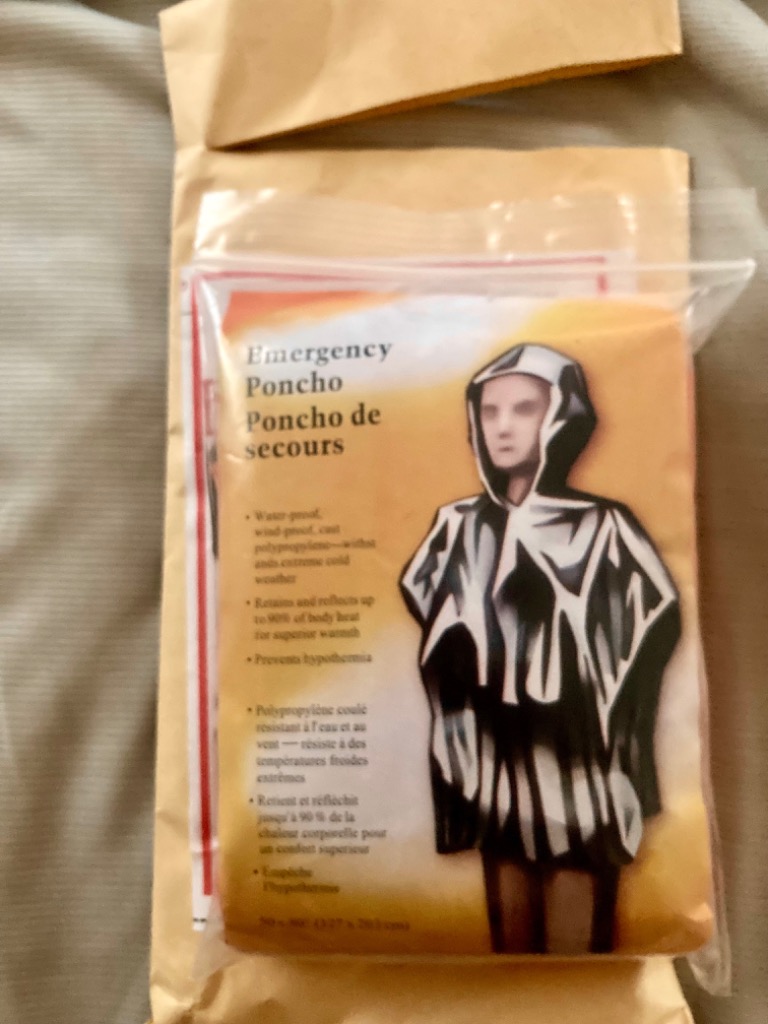 Emergency
Poncho
Poncho de
secours
• Water-proof,
wind-proof, cast
polypropylene—withst
ands extreme cold
weather
• Retains and reflects up
to 90% of body heat
for superior warmth
• Prevents hypothermia
• Polypropylène coulé
résistant à l'eau et au
vent — résiste à des
températures froides
extrêmes
• Retient et réfléchit
jusqu'à 90 % de la
chaleur corporelle pour
un confort superieur
• Empêche
l'hypothermie